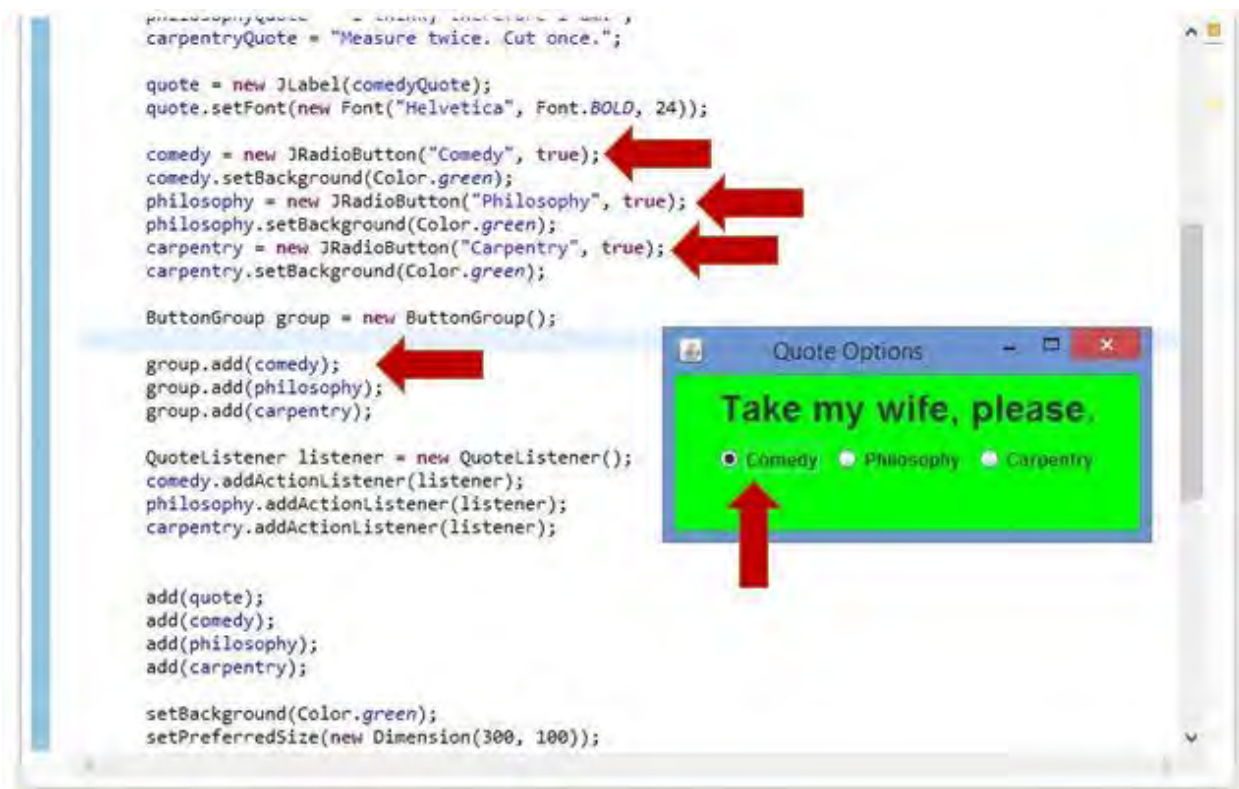 carpentryQuote = "Measure twice. Cut once.";
quote = new JLabel(comedyQuote);
quote.setFont(new Font("Helvetica", Font.BOLD, 24));
comedy = new JRadioButton("Comedy", true);
comedy.setBackground(Color.green);
philosophy = new JRadioButton("Philosophy", true);
philosophy.setBackground(Color.green);
carpentry = new JRadioButton("Carpentry", true);
carpentry.setBackground(Color.green);
ButtonGroup group = new ButtonGroup();
group.add(comedy);
group.add(philosophy);
group.add(carpentry);
QuoteListener listener = new QuoteListener();
comedy.addActionListener(listener);
philosophy.addActionListener(listener);
carpentry.addActionListener(listener);
add(quote);
add(comedy);
add(philosophy);
add(carpentry);
setBackground(Color.green);
setPreferredSize(new Dimension(300, 100));
Quote Options
Take my wife, please.
Comedy Philosophy Carpentry